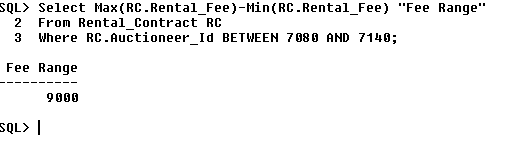 SQL> Select Max(RC.Rental_Fee)-Min(RC.Rental_Fee) "Fee Range"
  2  From Rental_Contract RC
  3  Where RC.Auctioneer_Id BETWEEN 7080 AND 7140;
 Fee Range
----------
      9000
SQL>